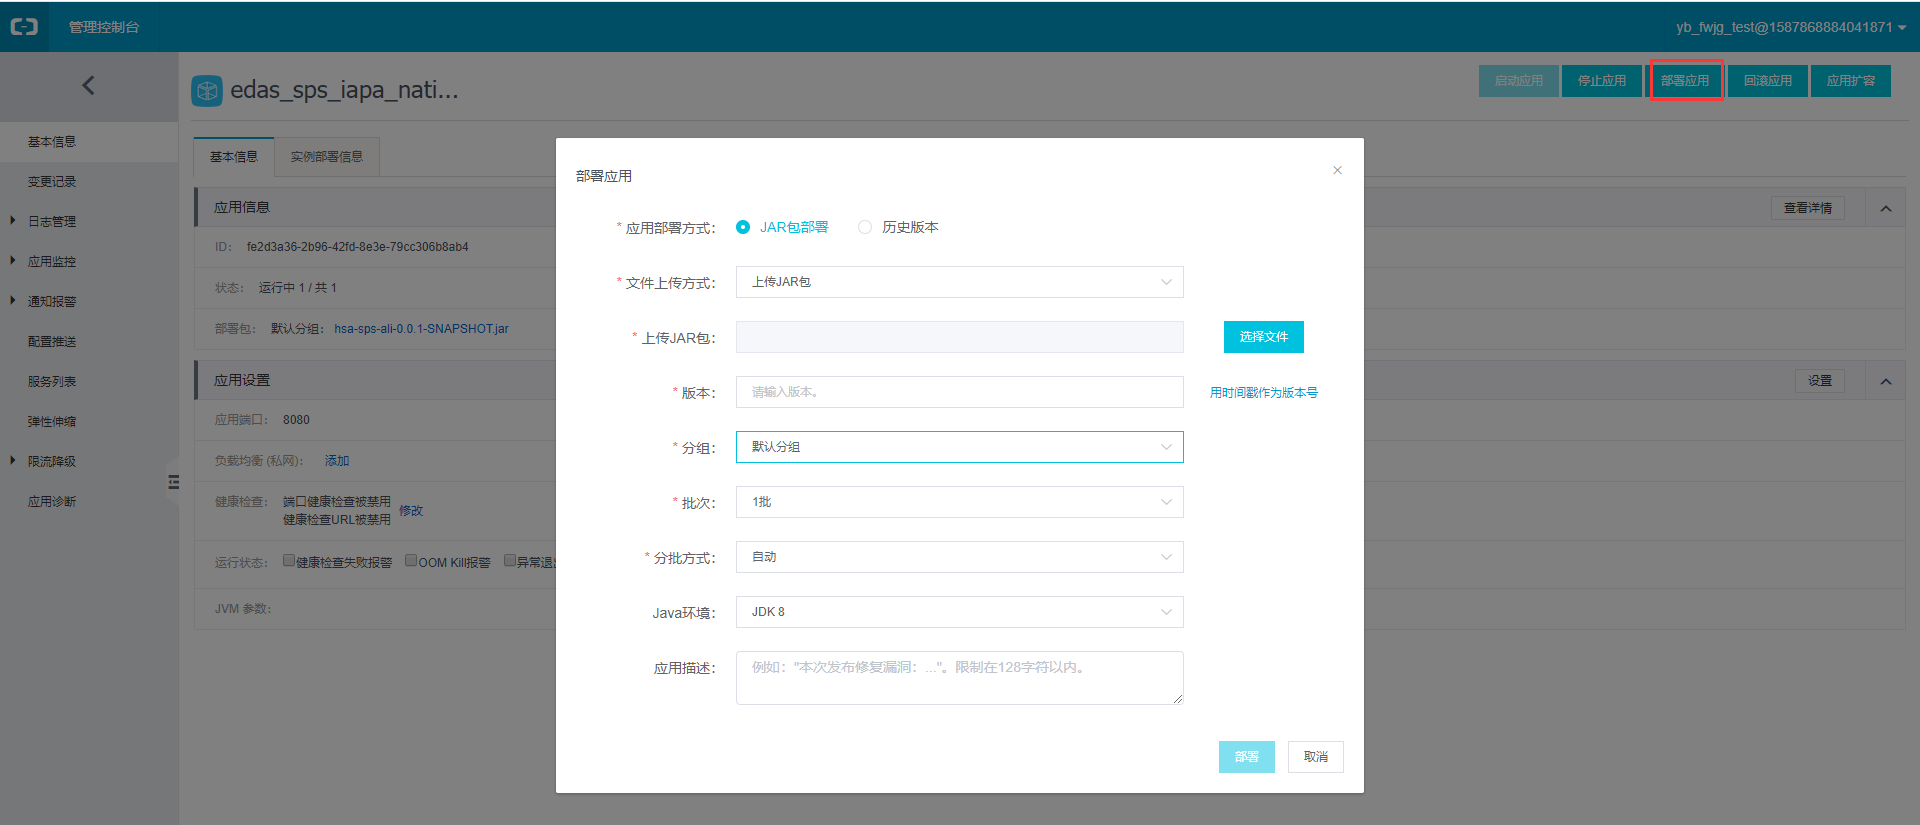 管理控制台
yb_fwjg_test@1587868884041871
edas_sps_iapa_nati...
启动应用 停止应用 部署应用 回滚应用 应用扩容
基本信息
变更记录
日志管理
应用监控
通知报警
配置推送
服务列表
弹性伸缩
限流降级
应用诊断
基本信息 实例部署信息
应用信息 查看详情
ID: fe2d3a36-2b96-42fd-8e3e-79cc306b8ab4
状态: 运行中 1 / 共 1
部署包: 默认分组: hsa-sps-ali-0.0.1-SNAPSHOT.jar
应用设置 设置
应用端口: 8080
负载均衡 (私网): 添加
健康检查: 端口健康检查被禁用
健康检查URL被禁用 修改
运行状态: 健康检查失败报警 OOM Kill报警 异常退
JVM 参数:
部署应用
* 应用部署方式: JAR包部署 历史版本
* 文件上传方式: 上传JAR包
* 上传JAR包: 选择文件
* 版本: 请输入版本。 用时间戳作为版本号
* 分组: 默认分组
* 批次: 1批
* 分批方式: 自动
Java环境: JDK 8
应用描述: 例如: "本次发布修复漏洞: ..."。限制在128字符以内。
部署 取消